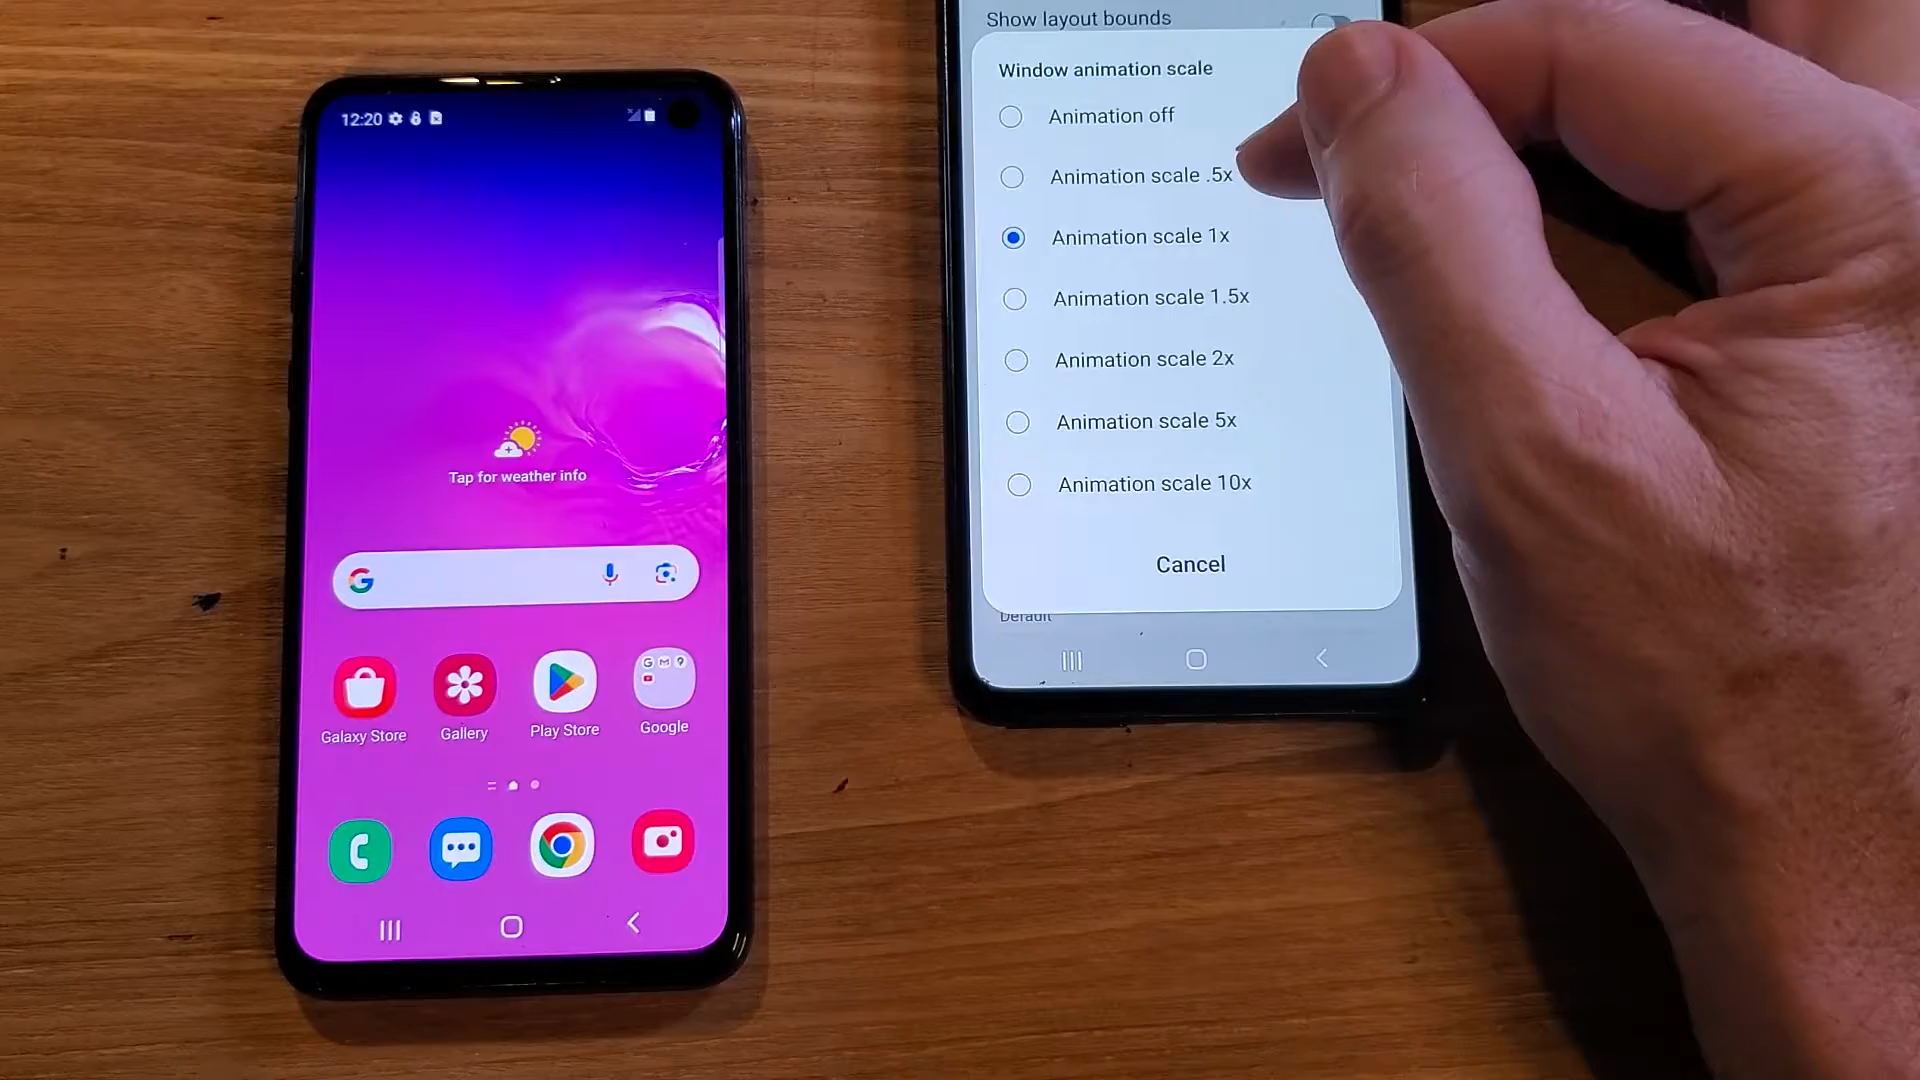 12:20
Tap for weather info
Galaxy Store
Gallery
Play Store
Google
Show layout bounds
Window animation scale
Animation off
Animation scale .5x
Animation scale 1x
Animation scale 1.5x
Animation scale 2x
Animation scale 5x
Animation scale 10x
Cancel
Default